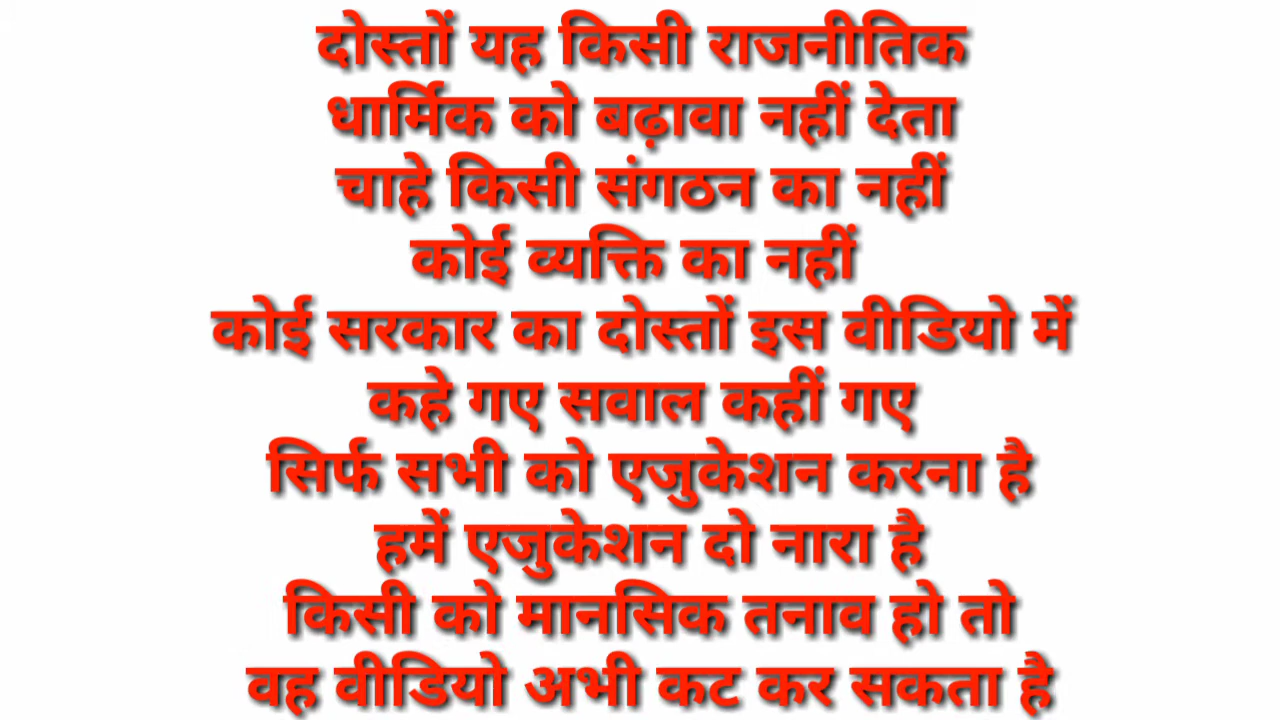 दोस्तों यह किसी राजनीतिक
धार्मिक को बढ़ावा नहीं देता
चाहे किसी संगठन का नहीं
कोई व्यक्ति का नहीं
कोई सरकार का दोस्तों इस वीडियो में
कहे गए सवाल कहीं गए
सिर्फ सभी को एजुकेशन करना है
हमें एजुकेशन दो नारा है
किसी को मानसिक तनाव हो तो
वह वीडियो अभी कट कर सकता है